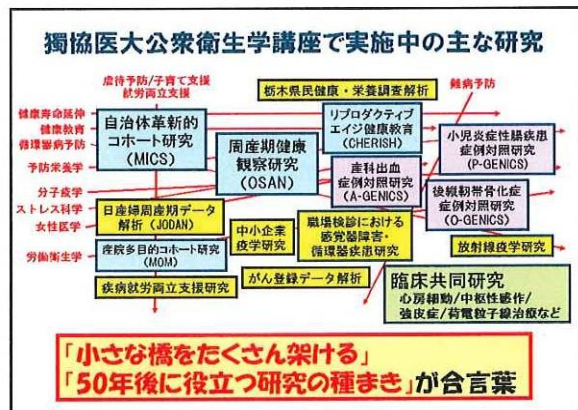 獨協医大公衆衛生学講座で実施中の主な研究
虐待予防/子育て支援
就労両立支援
栃木県民健康・栄養調査解析
難病予防
健康寿命延伸
健康教育
循環器病予防
予防栄養学
分子疫学
ストレス科学
女性医学
労働衛生学
自治体革新的
コホート研究
(MICS)
周産期健康
観察研究
(OSAN)
リプロダクティブ
エイジ健康教育
(CHERISH)
小児炎症性腸疾患
症例対照研究
(P-GENICS)
産科出血
症例対照研究
(A-GENICS)
後縦靭帯骨化症
症例対照研究
(O-GENICS)
日産婦周産期データ
解析(JODAN)
中小企業
疫学研究
職場検診における
感覚器障害・
循環器疾患研究
放射線疫学研究
産院多目的コホート研究
(MOM)
疾病就労両立支援研究
がん登録データ解析
臨床共同研究
心房細動/中枢性感作/
強皮症/荷電粒子線治療など
「小さな橋をたくさん架ける」
「50年後に役立つ研究の種まき」が合言葉